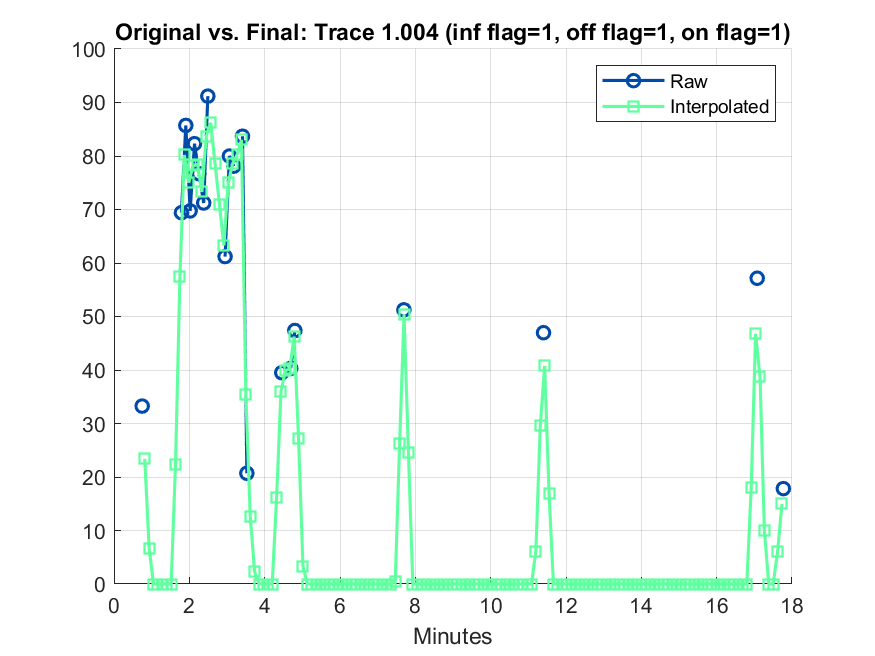 Original vs. Final: Trace 1.004 (inf flag=1, off flag=1, on flag=1)
100
90
80
70
60
50
40
30
20
10
0
Raw
Interpolated
0 2 4 6 8 10 12 14 16 18
Minutes